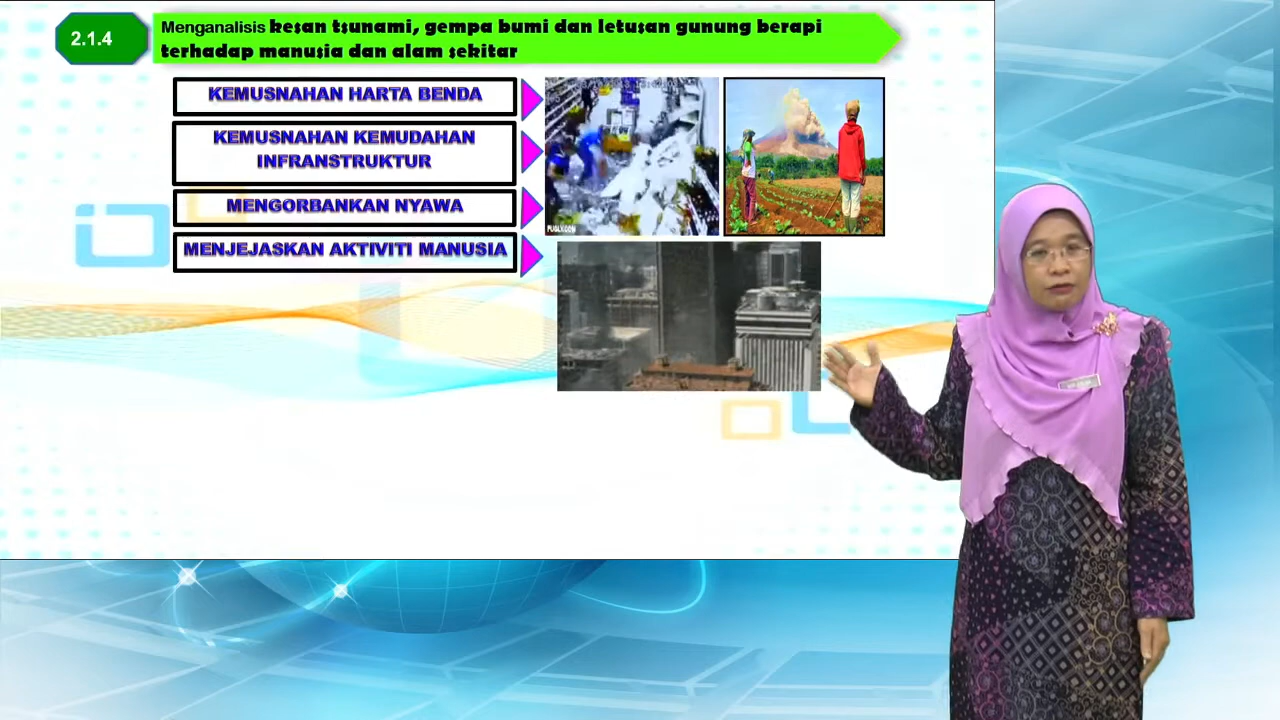 2.1.4
Menganalisis kesan tsunami, gempa bumi dan letusan gunung berapi
terhadap manusia dan alam sekitar
KEMUSNAHAN HARTA BENDA
KEMUSNAHAN KEMUDAHAN
INFRANSTRUKTUR
MENGORBANKAN NYAWA
MENJEJASKAN AKTIVITI MANUSIA